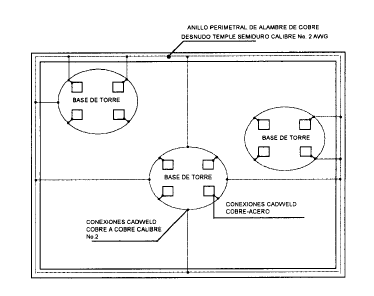 ANILLO PERIMETRAL DE ALAMBRE DE COBRE
DESNUDO TEMPLE SEMIDURO CALIBRE No. 2 AWG
BASE DE TORRE
BASE DE TORRE
BASE DE TORRE
CONEXIONES CADWELD
COBRE-ACERO
CONEXIONES CADWELD
COBRE A COBRE CALIBRE
No.2